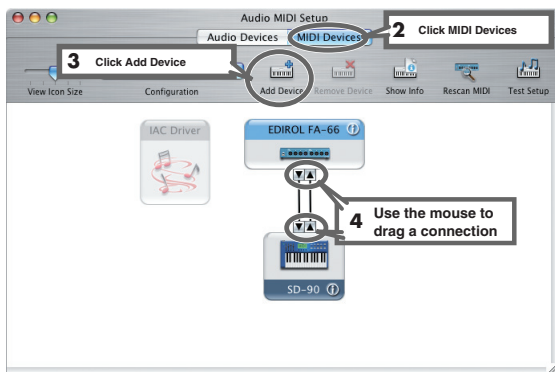 Audio MIDI Setup
Audio Devices MIDI Devices
2 Click MIDI Devices
3 Click Add Device
View Icon Size Configuration Add Device Remove Device Show Info Rescan MIDI Test Setup
IAC Driver
EDIROL FA-66
4 Use the mouse to
drag a connection
SD-90